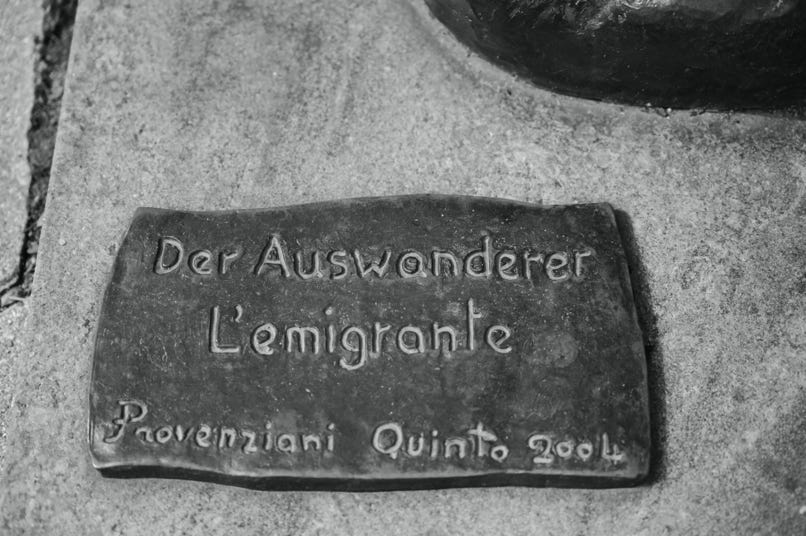 Der Auswanderer
L'emigrante
Provenziani Quinto 2004